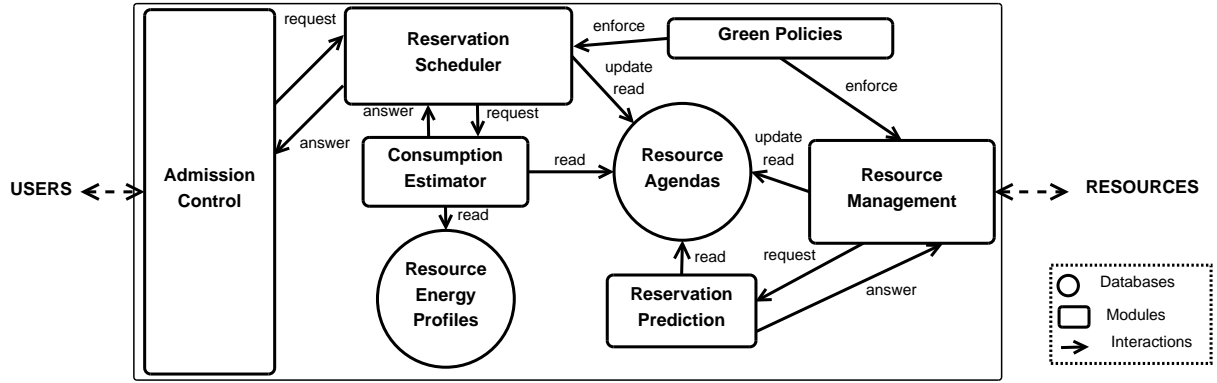 request
Reservation
Scheduler
enforce
Green Policies
update
read
enforce
answer
request
answer
Admission
Control
Consumption
Estimator
read
Resource
Agendas
update
read
Resource
Management
USERS
RESOURCES
read
Resource
Energy
Profiles
read
request
answer
Reservation
Prediction
Databases
Modules
Interactions